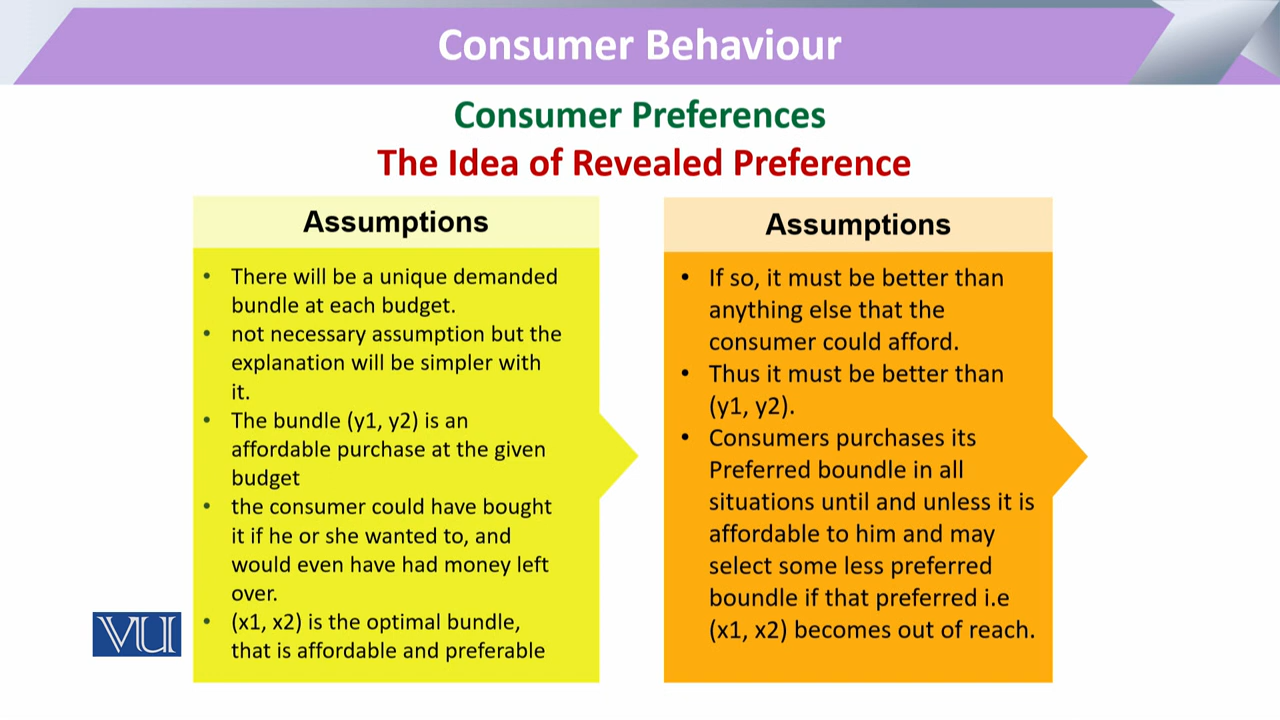 Consumer Behaviour
Consumer Preferences
The Idea of Revealed Preference
Assumptions
• There will be a unique demanded
bundle at each budget.
• not necessary assumption but the
explanation will be simpler with
it.
• The bundle (y1, y2) is an
affordable purchase at the given
budget
• the consumer could have bought
it if he or she wanted to, and
would even have had money left
over.
• (x1, x2) is the optimal bundle,
that is affordable and preferable
Assumptions
• If so, it must be better than
anything else that the
consumer could afford.
• Thus it must be better than
(y1, y2).
• Consumers purchases its
Preferred boundle in all
situations until and unless it is
affordable to him and may
select some less preferred
boundle if that preferred i.e
(x1, x2) becomes out of reach.
VU